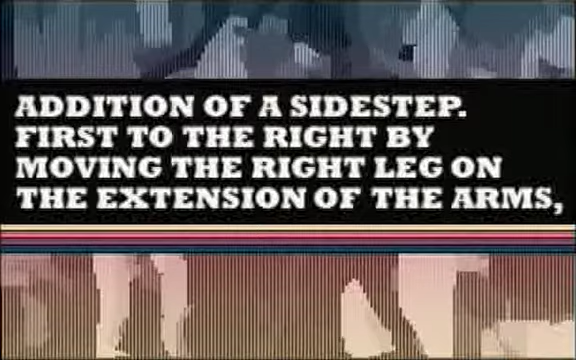 ADDITION OF A SIDESTEP.
FIRST TO THE RIGHT BY
MOVING THE RIGHT LEG ON
THE EXTENSION OF THE ARMS,